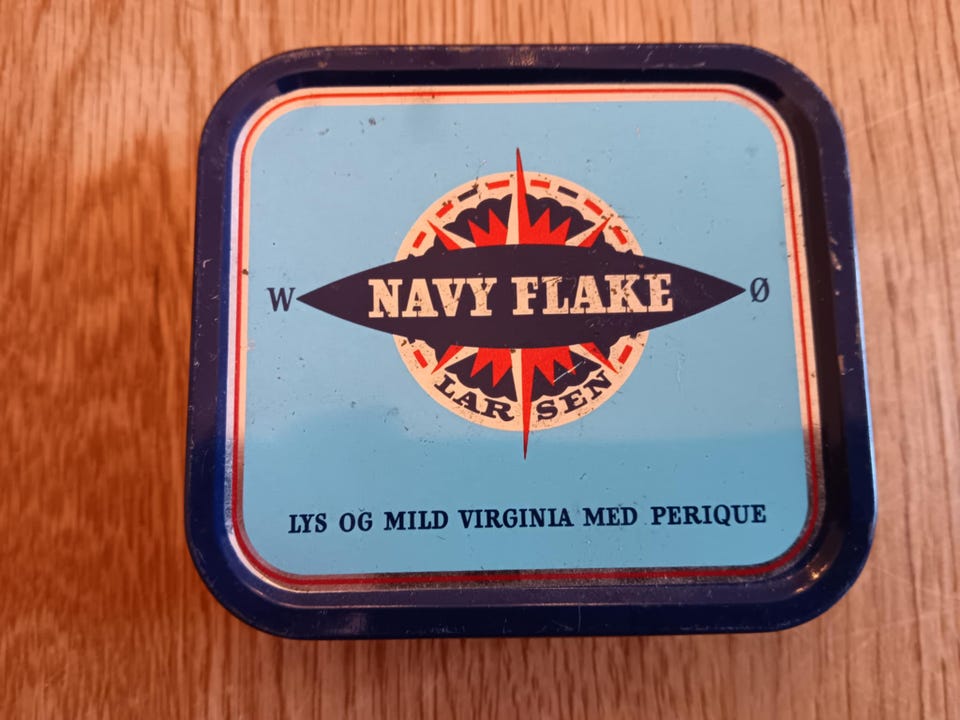 W NAVY FLAKE Ø
LARSEN
LYS OG MILD VIRGINIA MED PERIQUE